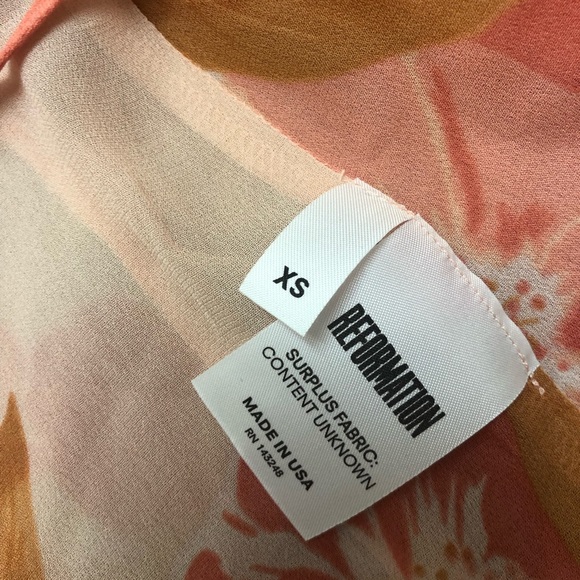 XS
REFORMATION
SURPLUS FABRIC:
CONTENT UNKNOWN
MADE IN USA
RN 143248